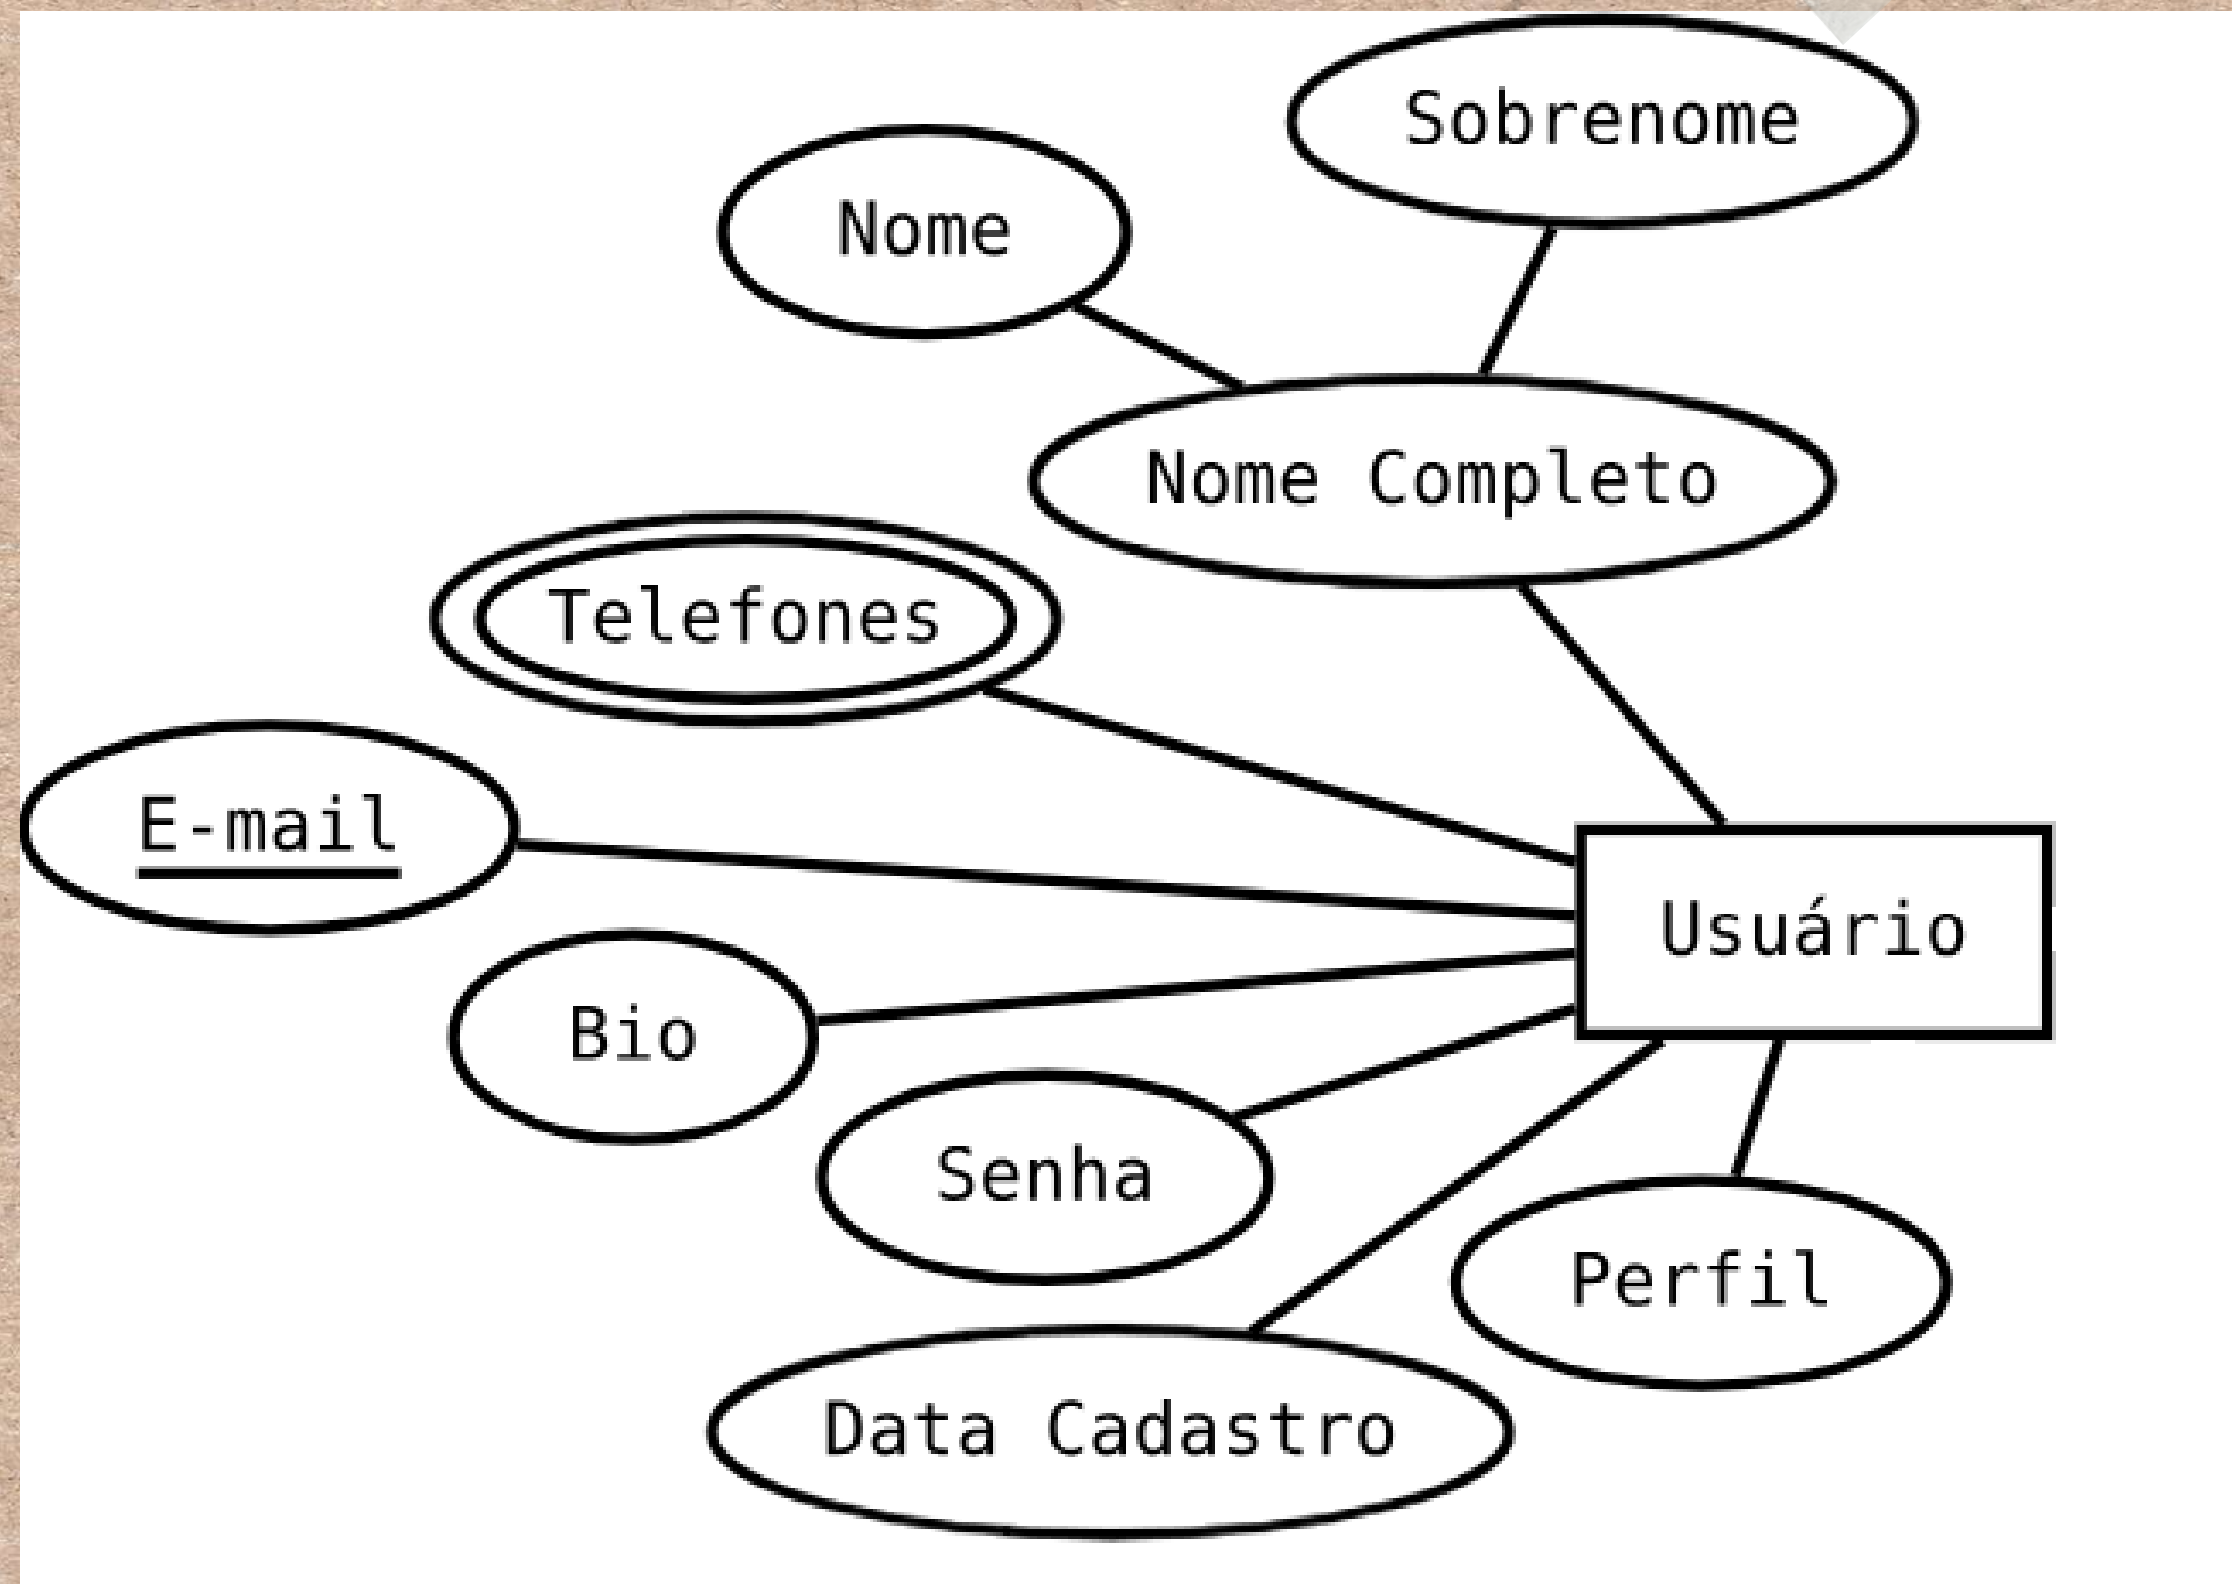 Sobrenome
Nome
Nome Completo
Telefones
E-mail
Usuário
Bio
Senha
Perfil
Data Cadastro